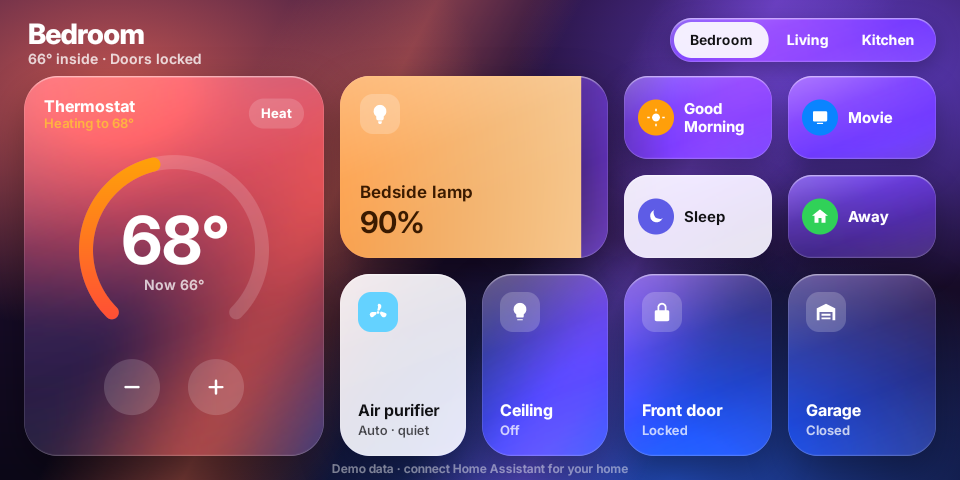 Bedroom
66° inside · Doors locked
Bedroom
Living
Kitchen
Thermostat
Heating to 68°
Heat
68°
Now 66°
Bedside lamp
90%
Good
Morning
Movie
Sleep
Away
Air purifier
Auto · quiet
Ceiling
Off
Front door
Locked
Garage
Closed
Demo data · connect Home Assistant for your home